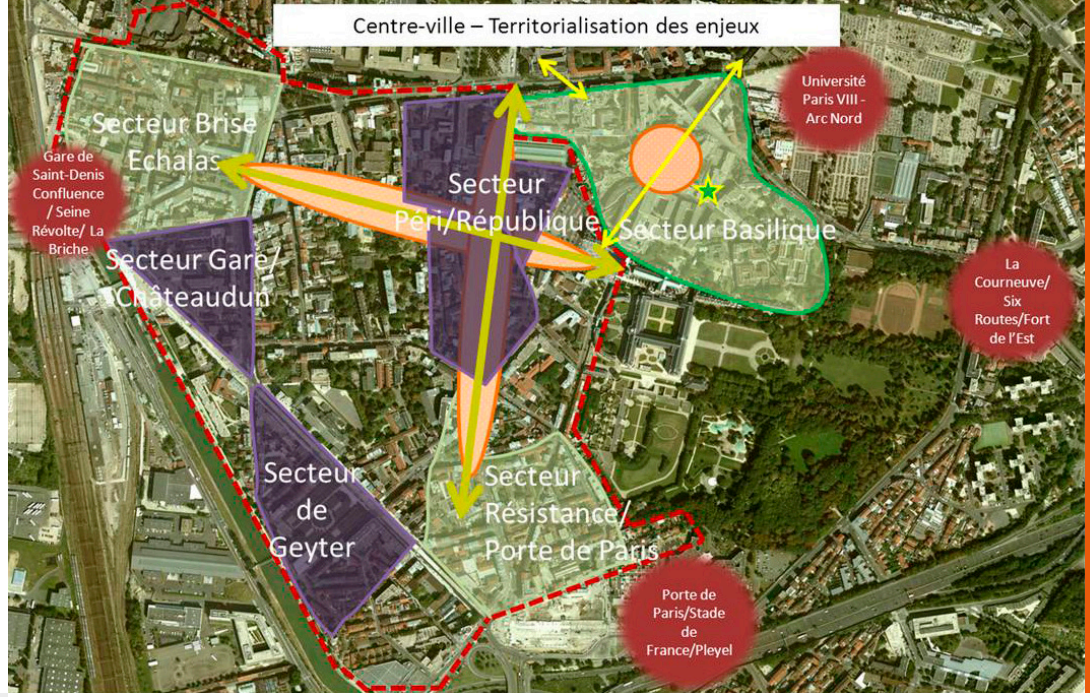 Centre-ville – Territorialisation des enjeux
Université
Paris VIII -
Arc Nord
Secteur Brise
Echalas
Gare de
Saint-Denis
Confluence
/ Seine
Révolte/ La
Briche
Secteur
Péri/République
Secteur Basilique
Secteur Gare/
Châteaudun
La
Courneuve/
Six
Routes/Fort
de l'Est
Secteur
de
Geyter
Secteur
Résistance/
Porte de Paris
Porte de
Paris/Stade
de
France/Pleyel